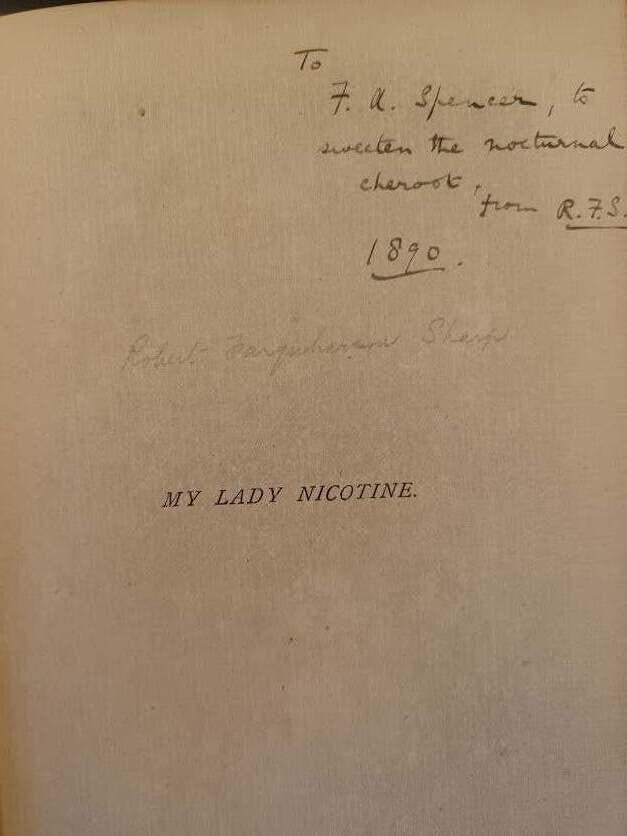 To
F. A. Spencer, to
sweeten the nocturnal
cheroot,
from R.F.S.
1890.
Robert Farquharson Sharp
MY LADY NICOTINE.